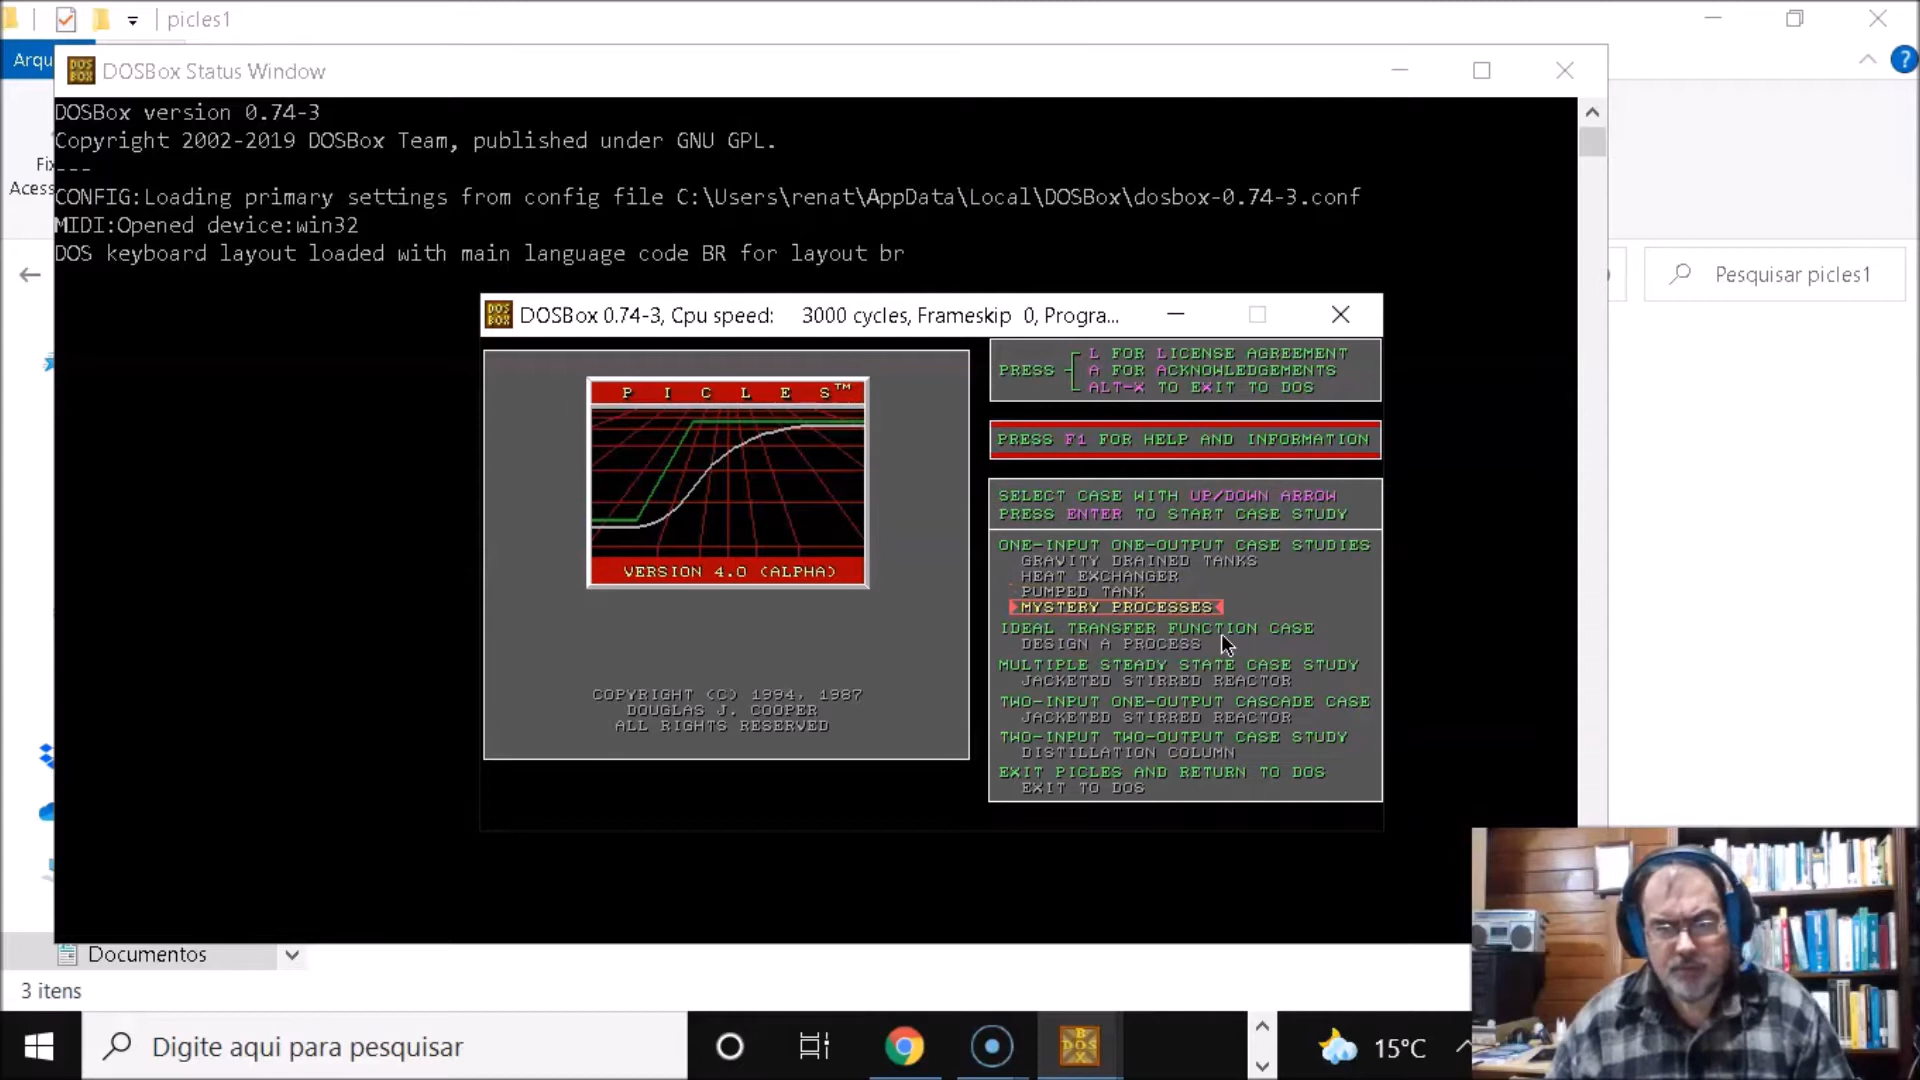 picles1
Arqu
DOSBox Status Window
DOSBox version 0.74-3
Copyright 2002-2019 DOSBox Team, published under GNU GPL.
---
CONFIG:Loading primary settings from config file C:\Users\renat\AppData\Local\DOSBox\dosbox-0.74-3.conf
MIDI:Opened device:win32
DOS keyboard layout loaded with main language code BR for layout br
Fix
Acess
Pesquisar picles1
DOSBox 0.74-3, Cpu speed: 3000 cycles, Frameskip 0, Progra...
P I C L E S™
VERSION 4.0 (ALPHA)
COPYRIGHT (C) 1994, 1987
DOUGLAS J. COOPER
ALL RIGHTS RESERVED
L FOR LICENSE AGREEMENT
PRESS A FOR ACKNOWLEDGEMENTS
ALT-X TO EXIT TO DOS
PRESS F1 FOR HELP AND INFORMATION
SELECT CASE WITH UP/DOWN ARROW
PRESS ENTER TO START CASE STUDY
ONE-INPUT ONE-OUTPUT CASE STUDIES
GRAVITY DRAINED TANKS
HEAT EXCHANGER
PUMPED TANK
MYSTERY PROCESSES
IDEAL TRANSFER FUNCTION CASE
DESIGN A PROCESS
MULTIPLE STEADY STATE CASE STUDY
JACKETED STIRRED REACTOR
TWO-INPUT ONE-OUTPUT CASCADE CASE
JACKETED STIRRED REACTOR
TWO-INPUT TWO-OUTPUT CASE STUDY
DISTILLATION COLUMN
EXIT PICLES AND RETURN TO DOS
EXIT TO DOS
Documentos
3 itens
Digite aqui para pesquisar
15°C